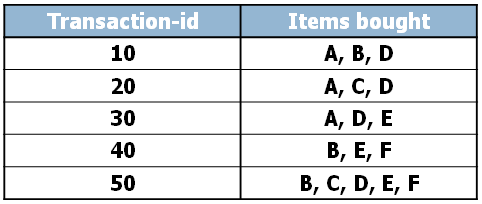 Transaction-id Items bought
10 A, B, D
20 A, C, D
30 A, D, E
40 B, E, F
50 B, C, D, E, F